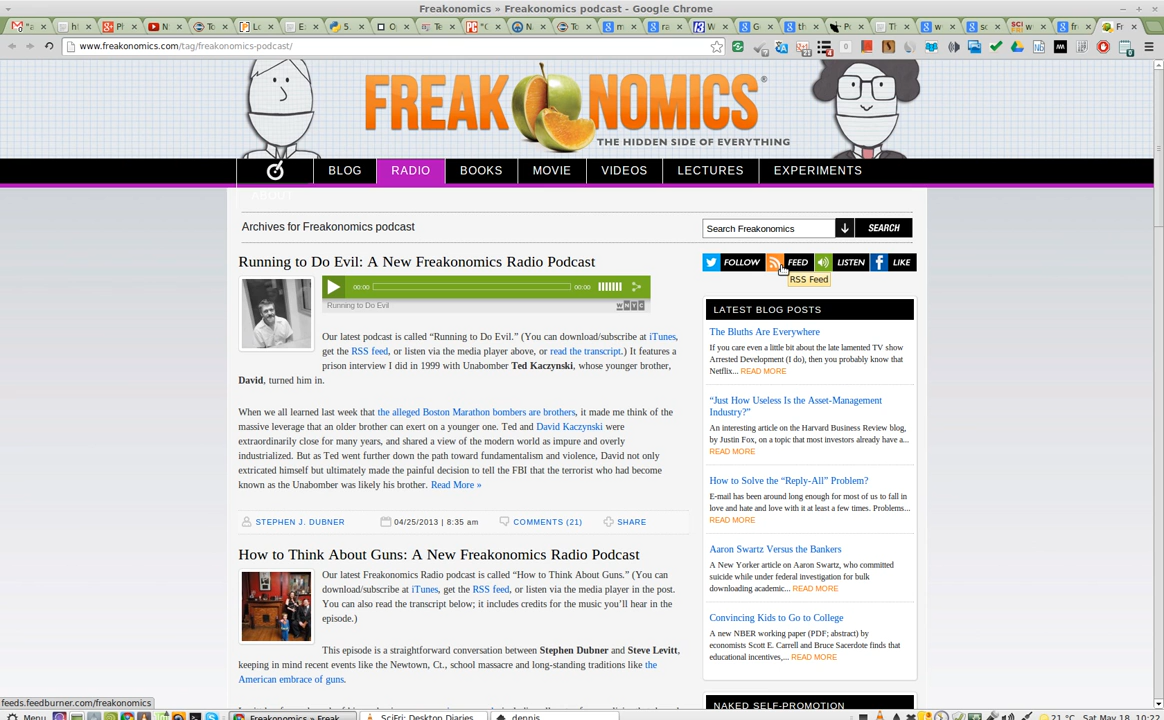 Freakonomics » Freakonomics podcast - Google Chrome
www.freakonomics.com/tag/freakonomics-podcast/
FREAKONOMICS®
THE HIDDEN SIDE OF EVERYTHING
BLOG RADIO BOOKS MOVIE VIDEOS LECTURES EXPERIMENTS
ABOUT
Archives for Freakonomics podcast
Search Freakonomics SEARCH
Running to Do Evil: A New Freakonomics Radio Podcast
00:00 00:00
Running to Do Evil WNYC
Our latest podcast is called “Running to Do Evil.” (You can download/subscribe at iTunes,
get the RSS feed, or listen via the media player above, or read the transcript.) It features a
prison interview I did in 1999 with Unabomber Ted Kaczynski, whose younger brother,
David, turned him in.
When we all learned last week that the alleged Boston Marathon bombers are brothers, it made me think of the
massive leverage that an older brother can exert on a younger one. Ted and David Kaczynski were
extraordinarily close for many years, and shared a view of the modern world as impure and overly
industrialized. But as Ted went further down the path toward fundamentalism and violence, David not only
extricated himself but ultimately made the painful decision to tell the FBI that the terrorist who had become
known as the Unabomber was likely his brother. Read More »
STEPHEN J. DUBNER 04/25/2013 | 8:35 am COMMENTS (21) SHARE
How to Think About Guns: A New Freakonomics Radio Podcast
Our latest Freakonomics Radio podcast is called “How to Think About Guns.” (You can
download/subscribe at iTunes, get the RSS feed, or listen via the media player in the post.
You can also read the transcript below; it includes credits for the music you’ll hear in the
episode.)
This episode is a straightforward conversation between Stephen Dubner and Steve Levitt,
keeping in mind recent events like the Newtown, Ct., school massacre and long-standing traditions like the
American embrace of guns.
FOLLOW FEED LISTEN LIKE
RSS Feed
LATEST BLOG POSTS
The Bluths Are Everywhere
If you care even a little bit about the late lamented TV show
Arrested Development (I do), then you probably know that
Netflix... READ MORE
“Just How Useless Is the Asset-Management
Industry?”
An interesting article on the Harvard Business Review blog,
by Justin Fox, on a topic that most investors already have a...
READ MORE
How to Solve the “Reply-All” Problem?
E-mail has been around long enough for most of us to fall in
love and hate and love with it at least a few times. Problems...
READ MORE
Aaron Swartz Versus the Bankers
A New Yorker article on Aaron Swartz, who committed
suicide while under federal investigation for bulk
downloading academic... READ MORE
Convincing Kids to Go to College
A new NBER working paper (PDF; abstract) by
economists Scott E. Carrell and Bruce Sacerdote finds that
educational incentives,... READ MORE
NAKED SELF-PROMOTION
feeds.feedburner.com/freakonomics
Menu Freakonomics » Freak SciFri: Desktop Diaries dennis 21 °C Sat May 18, 10:22